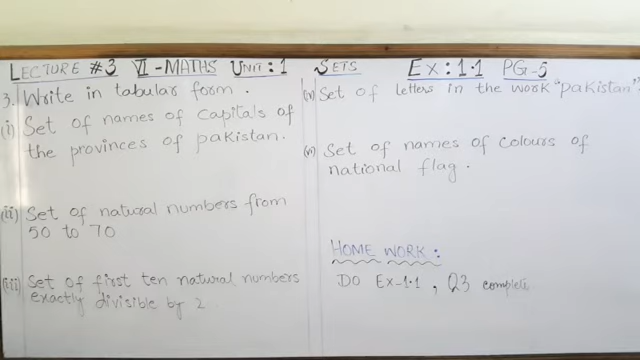 LECTURE #3 VI-MATHS UNIT:1 SETS EX:1.1 PG-5
3. Write in tabular form.
(i) Set of names of capitals of
the provinces of pakistan.
(ii) Set of natural numbers from
50 to 70
(iii) Set of first ten natural numbers
exactly divisible by 2
Set of letters in the work "pakistan".
Set of names of colours of
national flag.
HOME WORK:
DO EX-1.1, Q3 complete